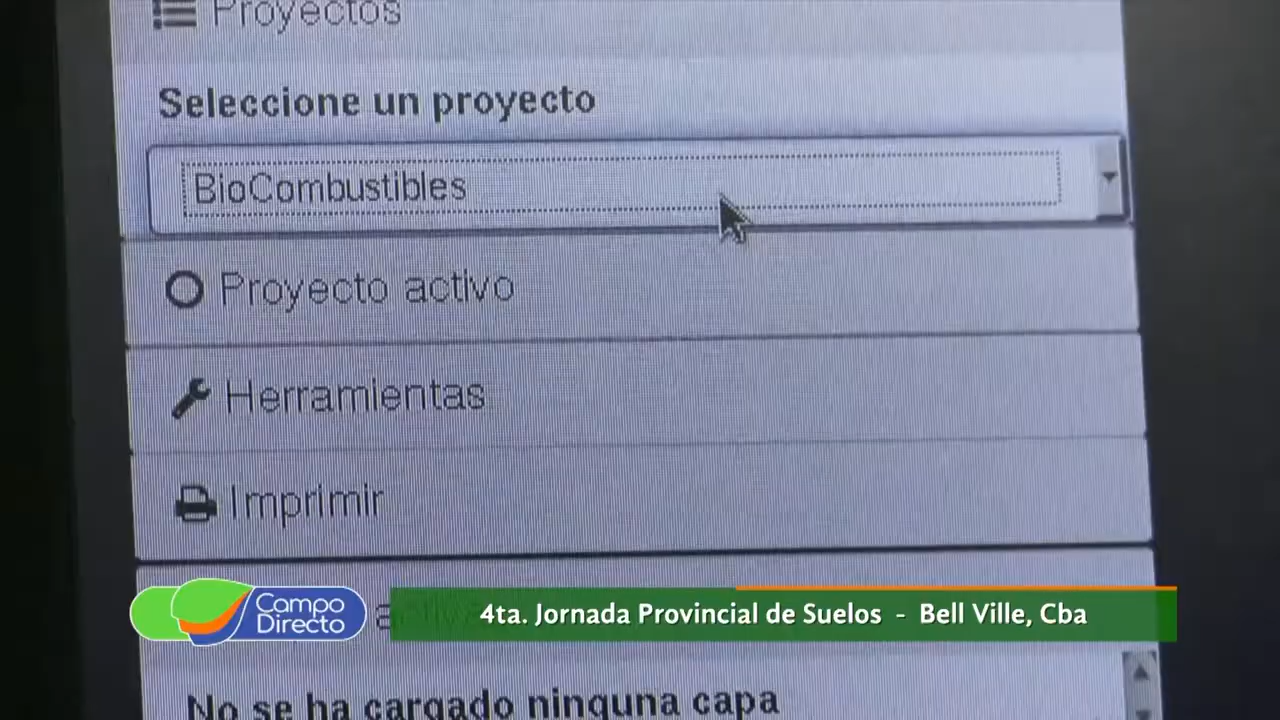 Proyectos
Seleccione un proyecto
BioCombustibles
Proyecto activo
Herramientas
Imprimir
Campo
Directo
4ta. Jornada Provincial de Suelos - Bell Ville, Cba
No se ha cargado ninguna capa